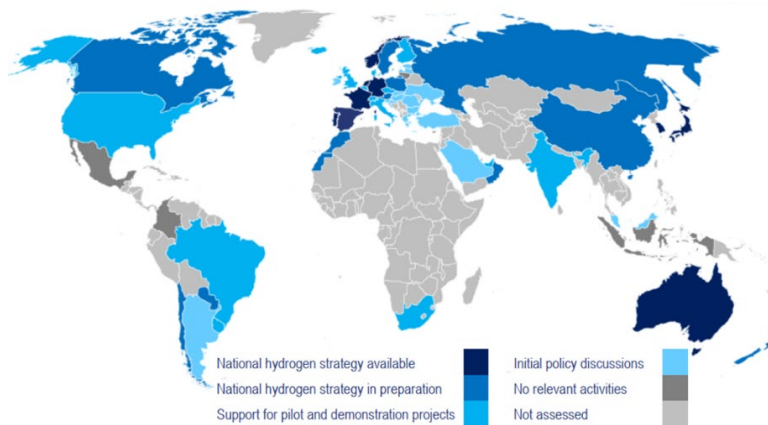 National hydrogen strategy available
National hydrogen strategy in preparation
Support for pilot and demonstration projects
Initial policy discussions
No relevant activities
Not assessed